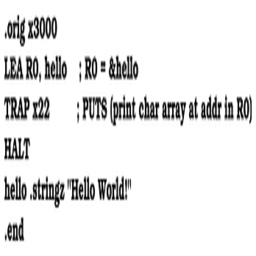 .orig x3000
LEA R0, hello ; R0 = &hello
TRAP x22 ; PUTS (print char array at addr in R0)
HALT
hello .stringz "Hello World!"
.end